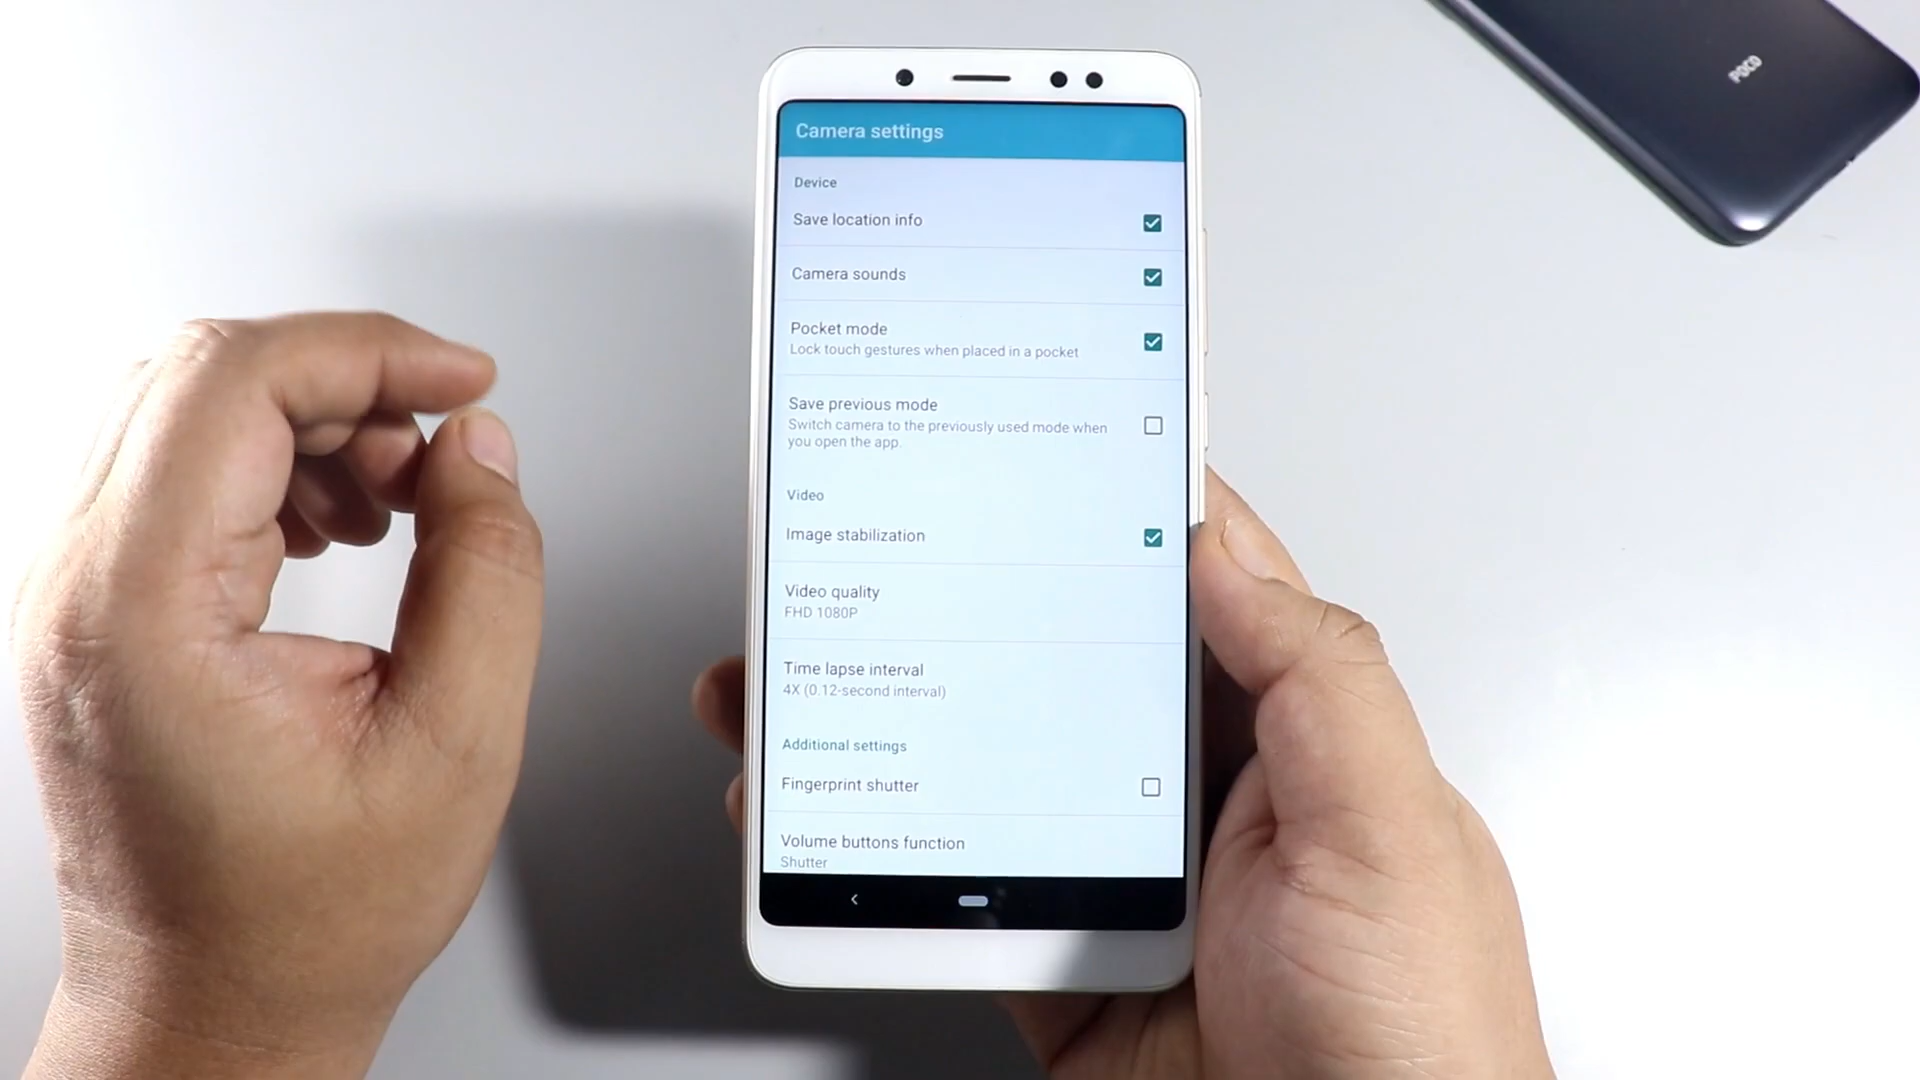 POCO
Camera settings
Device
Save location info
Camera sounds
Pocket mode
Lock touch gestures when placed in a pocket
Save previous mode
Switch camera to the previously used mode when
you open the app.
Video
Image stabilization
Video quality
FHD 1080P
Time lapse interval
4X (0.12-second interval)
Additional settings
Fingerprint shutter
Volume buttons function
Shutter